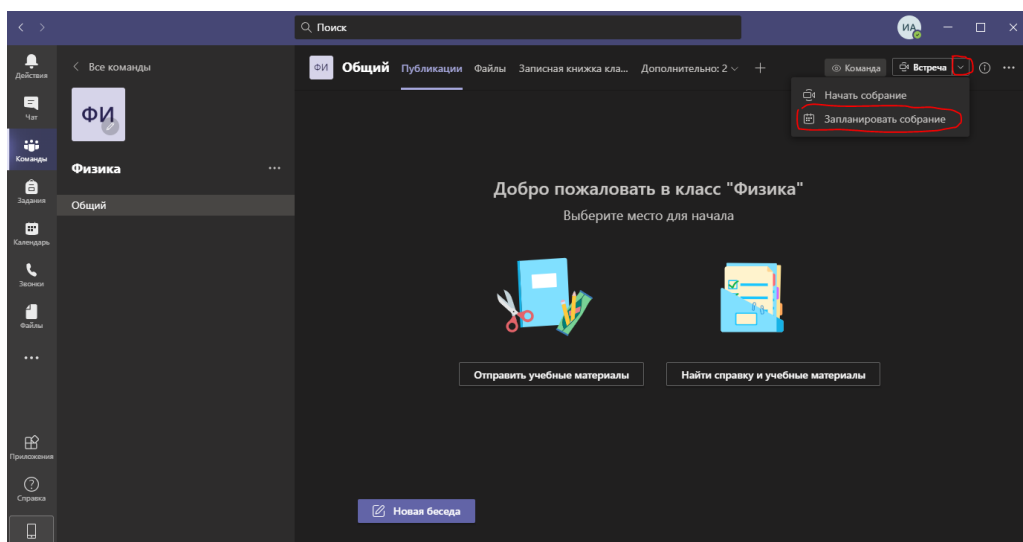 Поиск
ИА
Действия
Чат
Команды
Задания
Календарь
Звонки
Файлы
Приложения
Справка
Все команды
ФИ
Физика
Общий
ФИ Общий Публикации Файлы Записная книжка кла... Дополнительно: 2
Команда Встреча
Начать собрание
Запланировать собрание
Добро пожаловать в класс "Физика"
Выберите место для начала
Отправить учебные материалы Найти справку и учебные материалы
Новая беседа